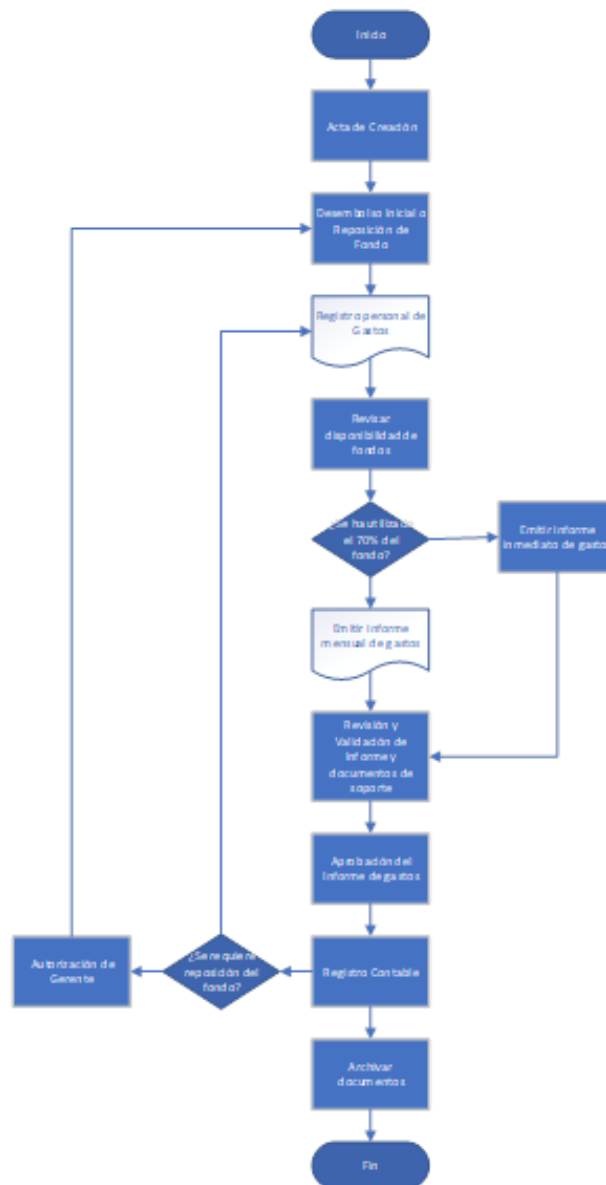 Inicio
Acta de Creación
Desembolso Inicial o
Reposición de
Fondo
Registro personal de
Gastos
Revisar
disponibilidad de
fondos
¿Se ha utilizado
el 70% del
fondo?
Emitir Informe
inmediato de gasto
Emitir Informe
mensual de gastos
Revisión y
Validación de
Informe y
documentos de
soporte
Aprobación del
Informe de gastos
Autorización de
Gerente
¿Se requiere
reposición del
fondo?
Registro Contable
Archivar
documentos
Fin